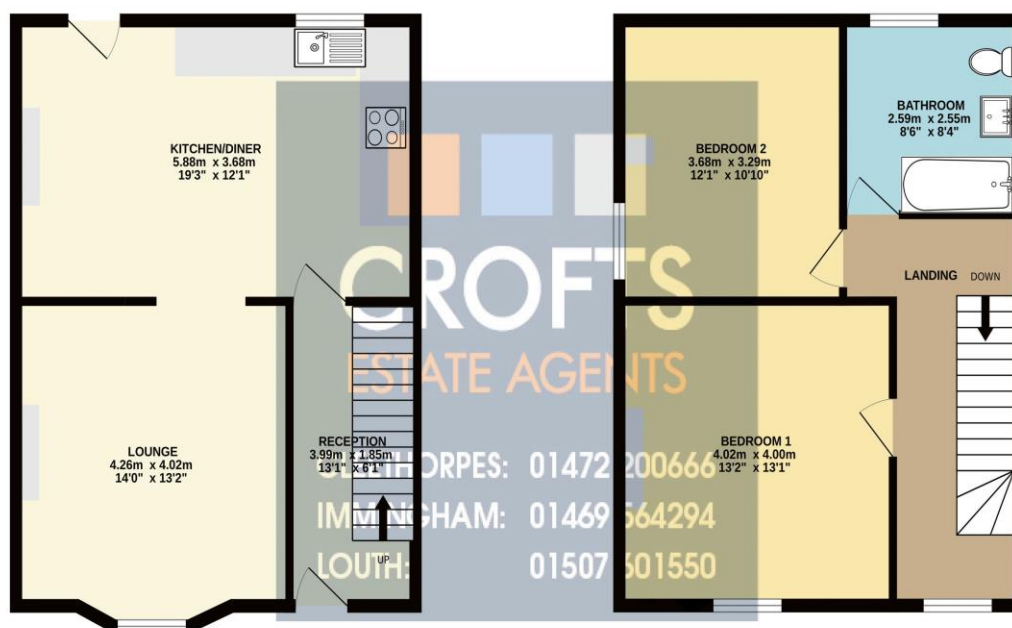 KITCHEN/DINER
5.88m x 3.68m
19'3" x 12'1"
LOUNGE
4.26m x 4.02m
14'0" x 13'2"
RECEPTION
3.99m x 1.85m
13'1" x 6'1"
UP
BEDROOM 2
3.68m x 3.29m
12'1" x 10'10"
BATHROOM
2.59m x 2.55m
8'6" x 8'4"
LANDING
DOWN
BEDROOM 1
4.02m x 4.00m
13'2" x 13'1"
CROFTS
ESTATE AGENTS
CLEETHORPES: 01472 200666
IMMINGHAM: 01469 564294
LOUTH: 01507 601550